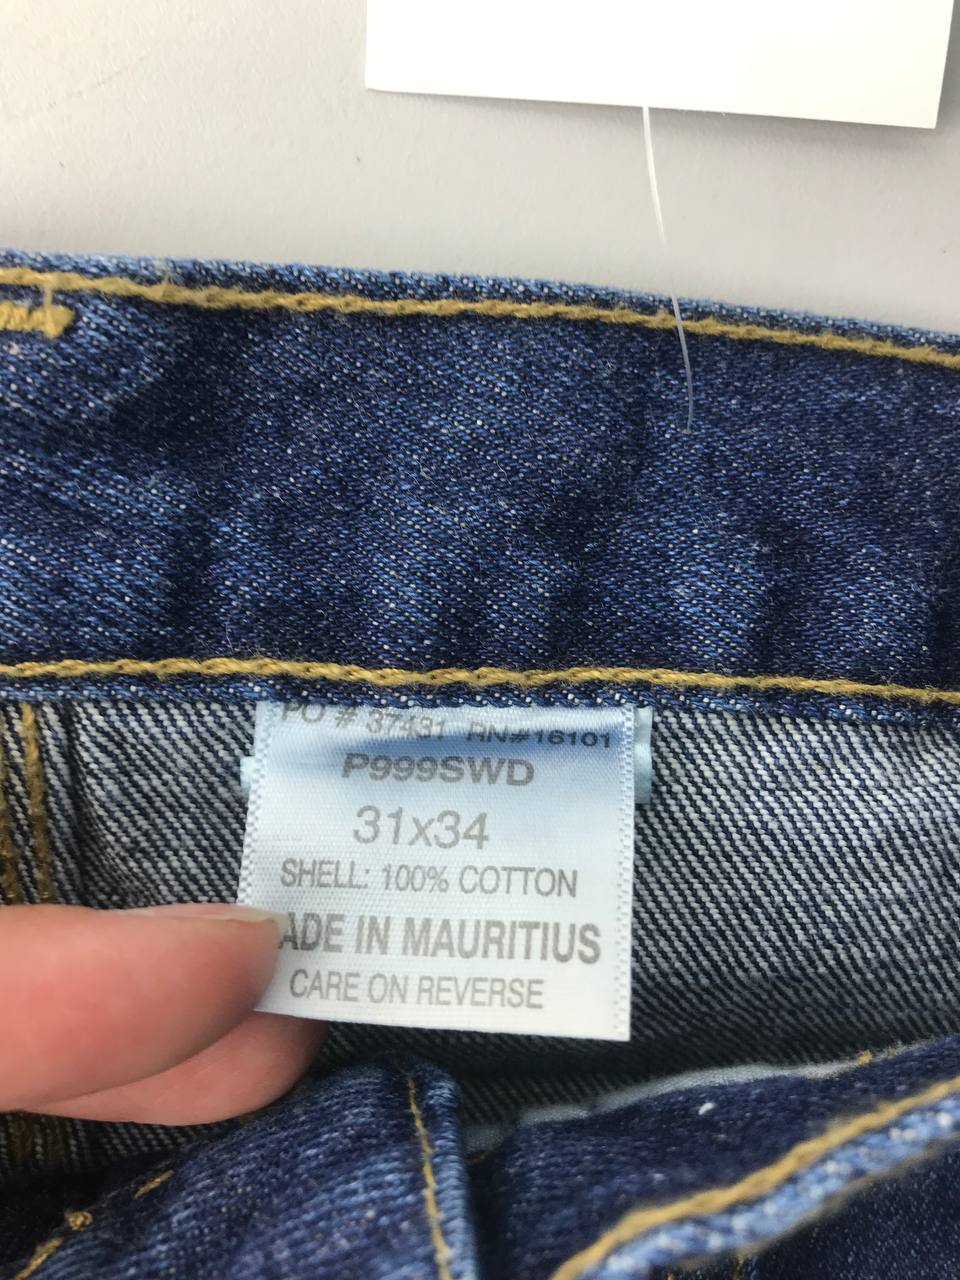 PO # 37431 RN#16101
P999SWD
31x34
SHELL: 100% COTTON
ADE IN MAURITIUS
CARE ON REVERSE